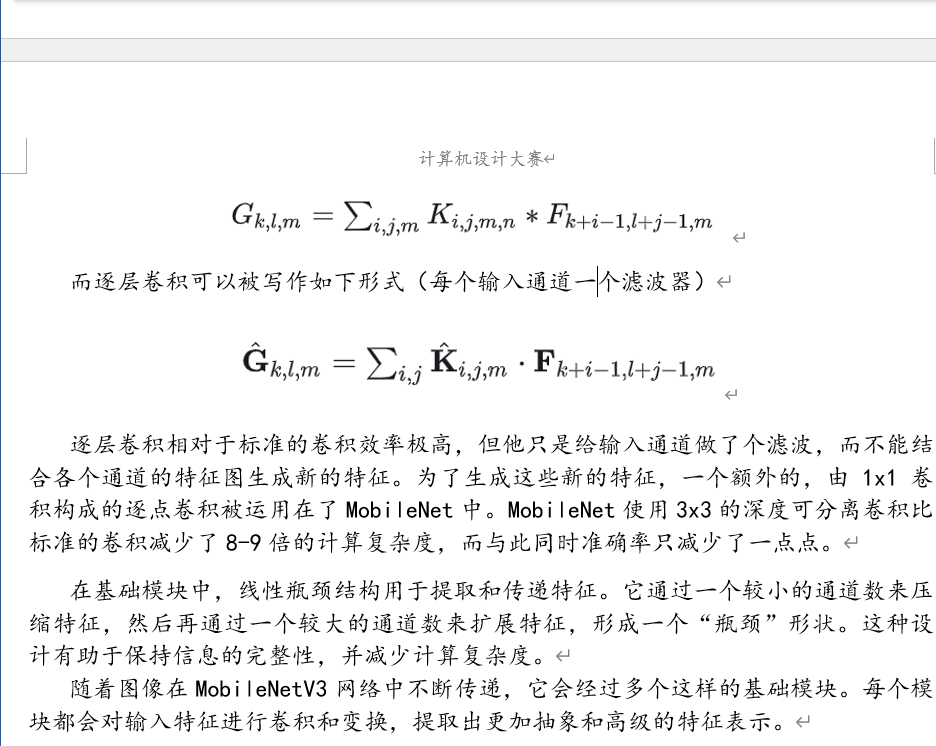 计算机设计大赛
G_{k,l,m} = ∑_{i,j,m} K_{i,j,m,n} * F_{k+i−1,l+j−1,m}
而逐层卷积可以被写作如下形式（每个输入通道一个滤波器）
Ĝ_{k,l,m} = ∑_{i,j} K̂_{i,j,m} · F_{k+i−1,l+j−1,m}
逐层卷积相对于标准的卷积效率极高，但他只是给输入通道做了个滤波，而不能结
合各个通道的特征图生成新的特征。为了生成这些新的特征，一个额外的，由 1x1 卷
积构成的逐点卷积被运用在了 MobileNet 中。MobileNet 使用 3x3 的深度可分离卷积比
标准的卷积减少了 8-9 倍的计算复杂度，而与此同时准确率只减少了一点点。
在基础模块中，线性瓶颈结构用于提取和传递特征。它通过一个较小的通道数来压
缩特征，然后再通过一个较大的通道数来扩展特征，形成一个“瓶颈”形状。这种设
计有助于保持信息的完整性，并减少计算复杂度。
随着图像在 MobileNetV3 网络中不断传递，它会经过多个这样的基础模块。每个模
块都会对输入特征进行卷积和变换，提取出更加抽象和高级的特征表示。